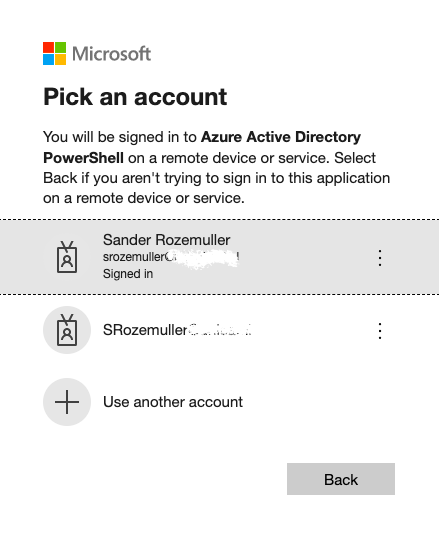 Microsoft
Pick an account
You will be signed in to Azure Active Directory
PowerShell on a remote device or service. Select
Back if you aren't trying to sign in to this application
on a remote device or service.
Sander Rozemuller
srozemuller
Signed in
SRozemuller
Use another account
Back